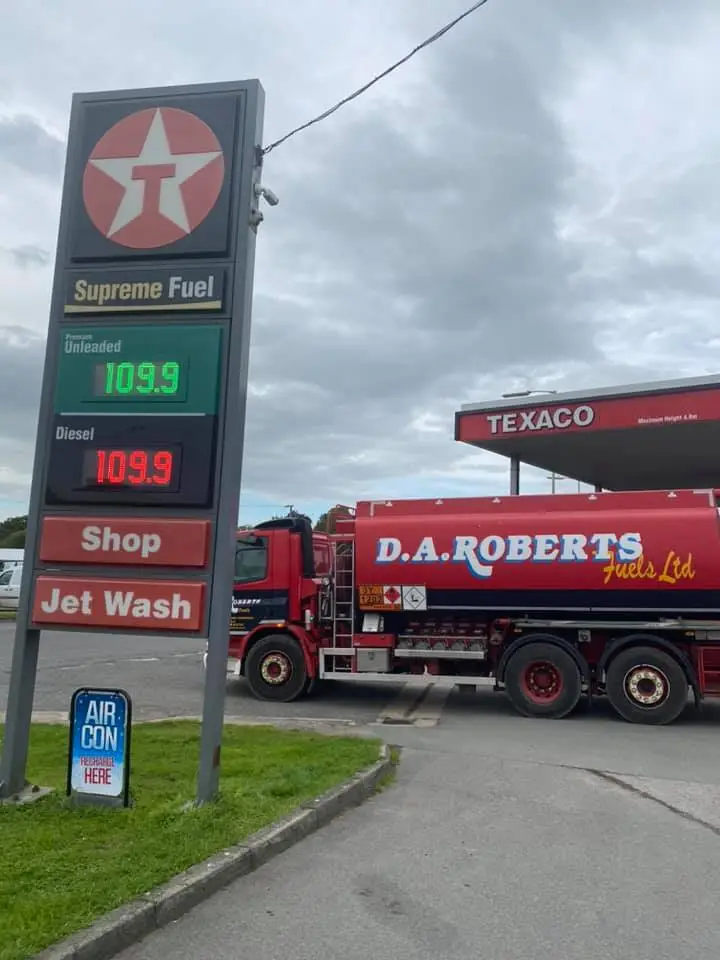 T
Supreme Fuel
Premium
Unleaded
109.9
Diesel
109.9
Shop
Jet Wash
AIR
CON
RECHARGE
HERE
TEXACO
D.A.ROBERTS
Fuels Ltd
1202